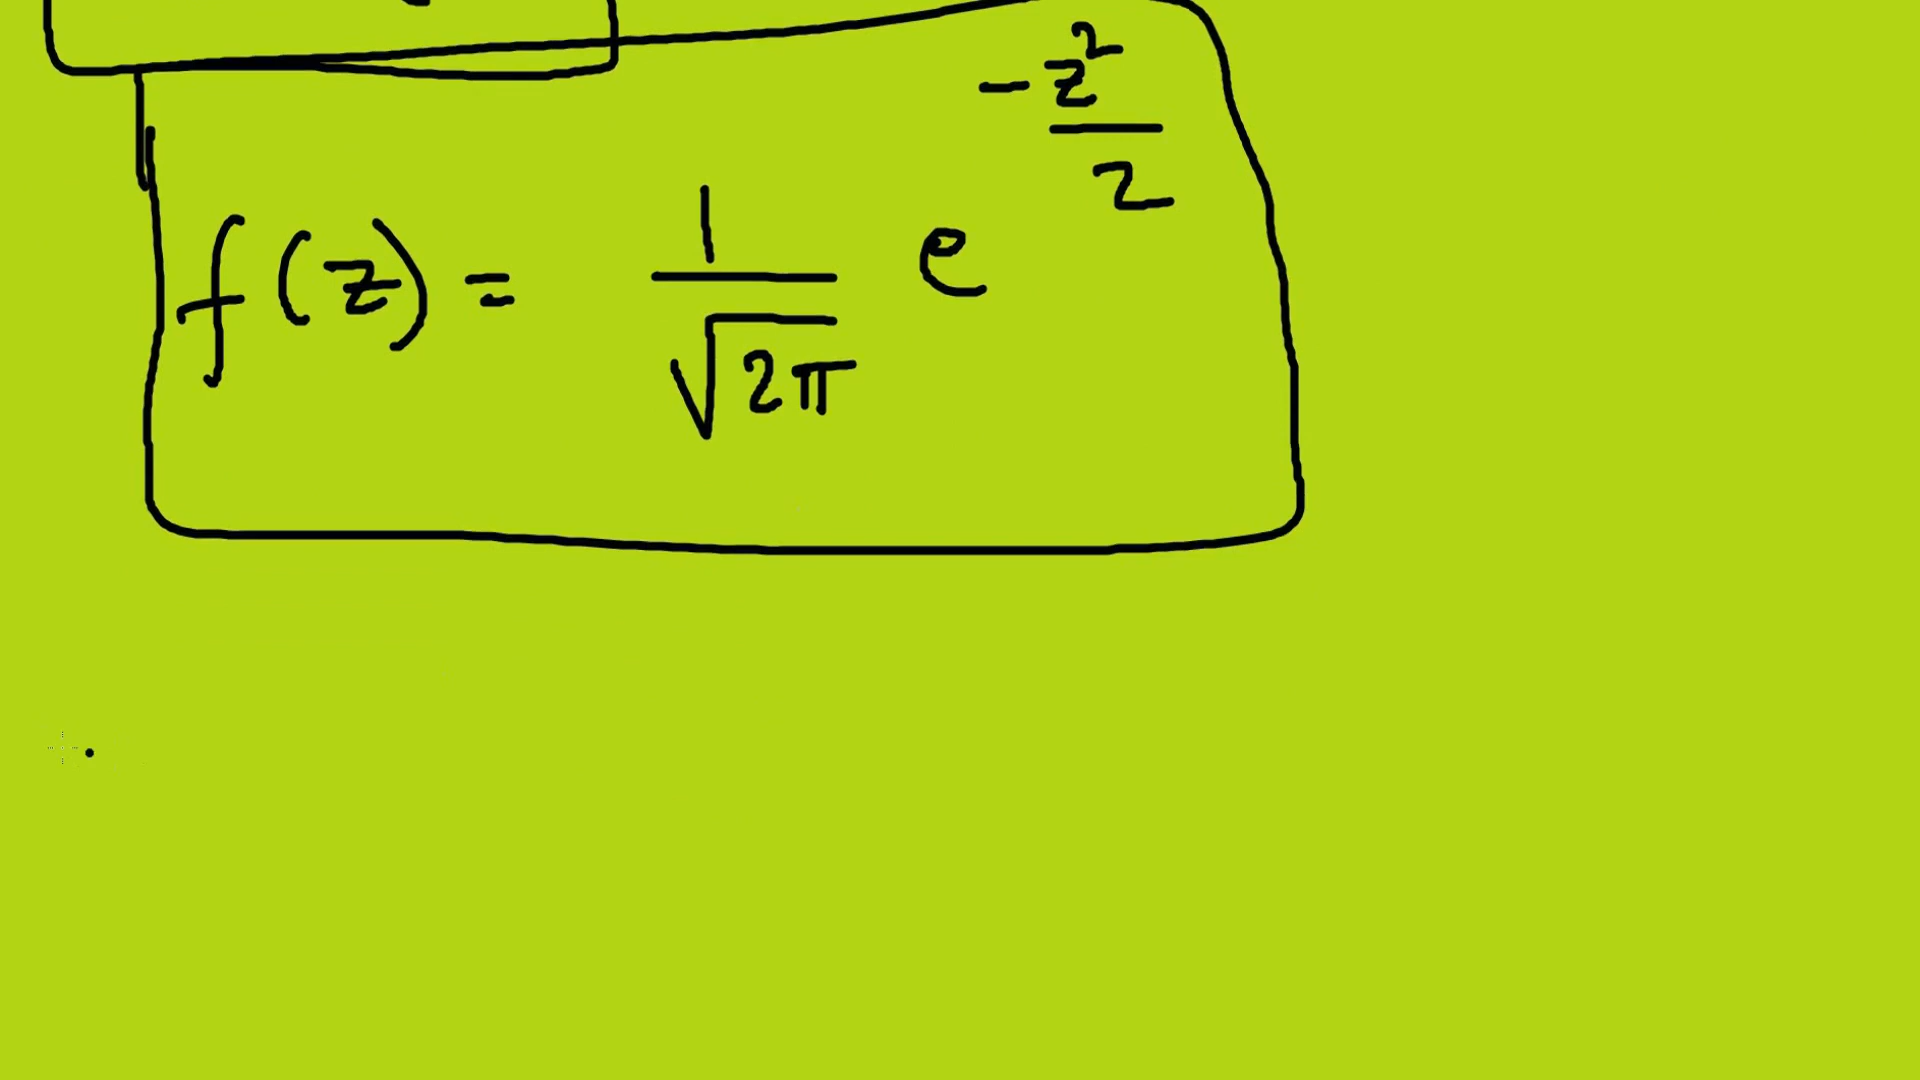 f(z) = 1/√2π e^-z²/2